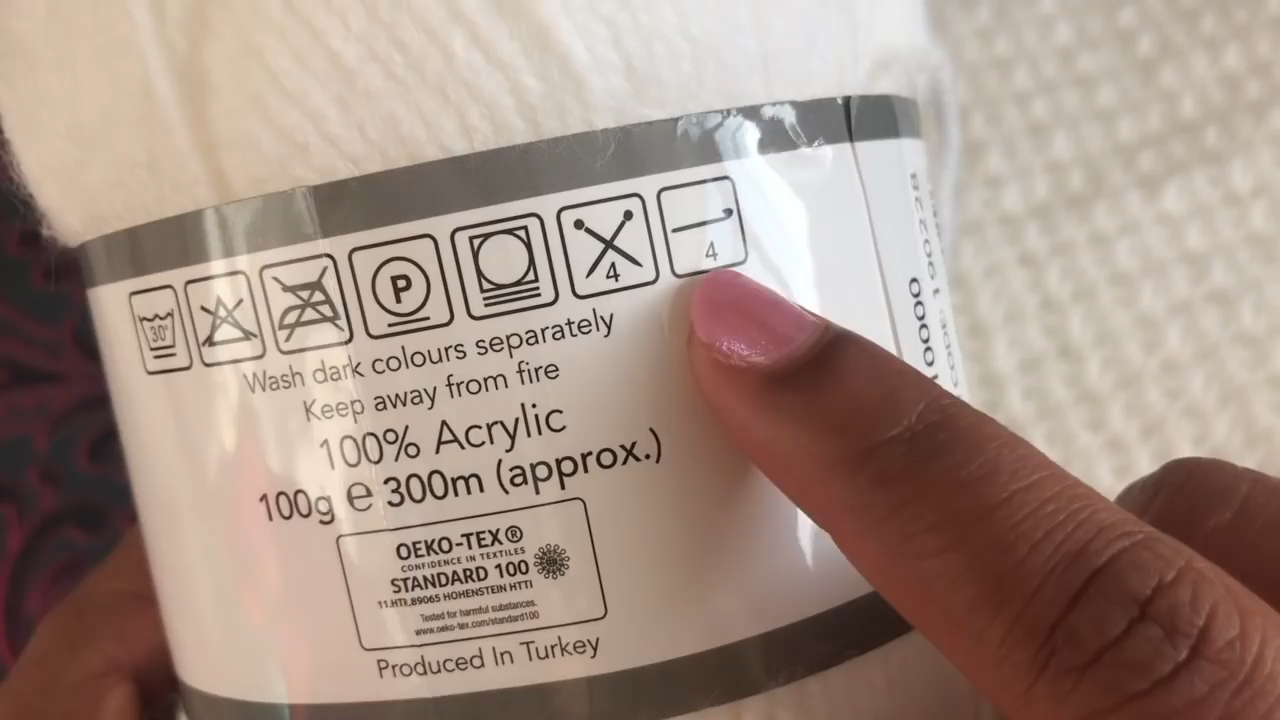 30°
P
4
4
Wash dark colours separately
Keep away from fire
100% Acrylic
100g e 300m (approx.)
OEKO-TEX®
CONFIDENCE IN TEXTILES
STANDARD 100
11.HTR.89065 HOHENSTEIN HTTI
Tested for harmful substances.
www.oeko-tex.com/standard100
Produced In Turkey
190228